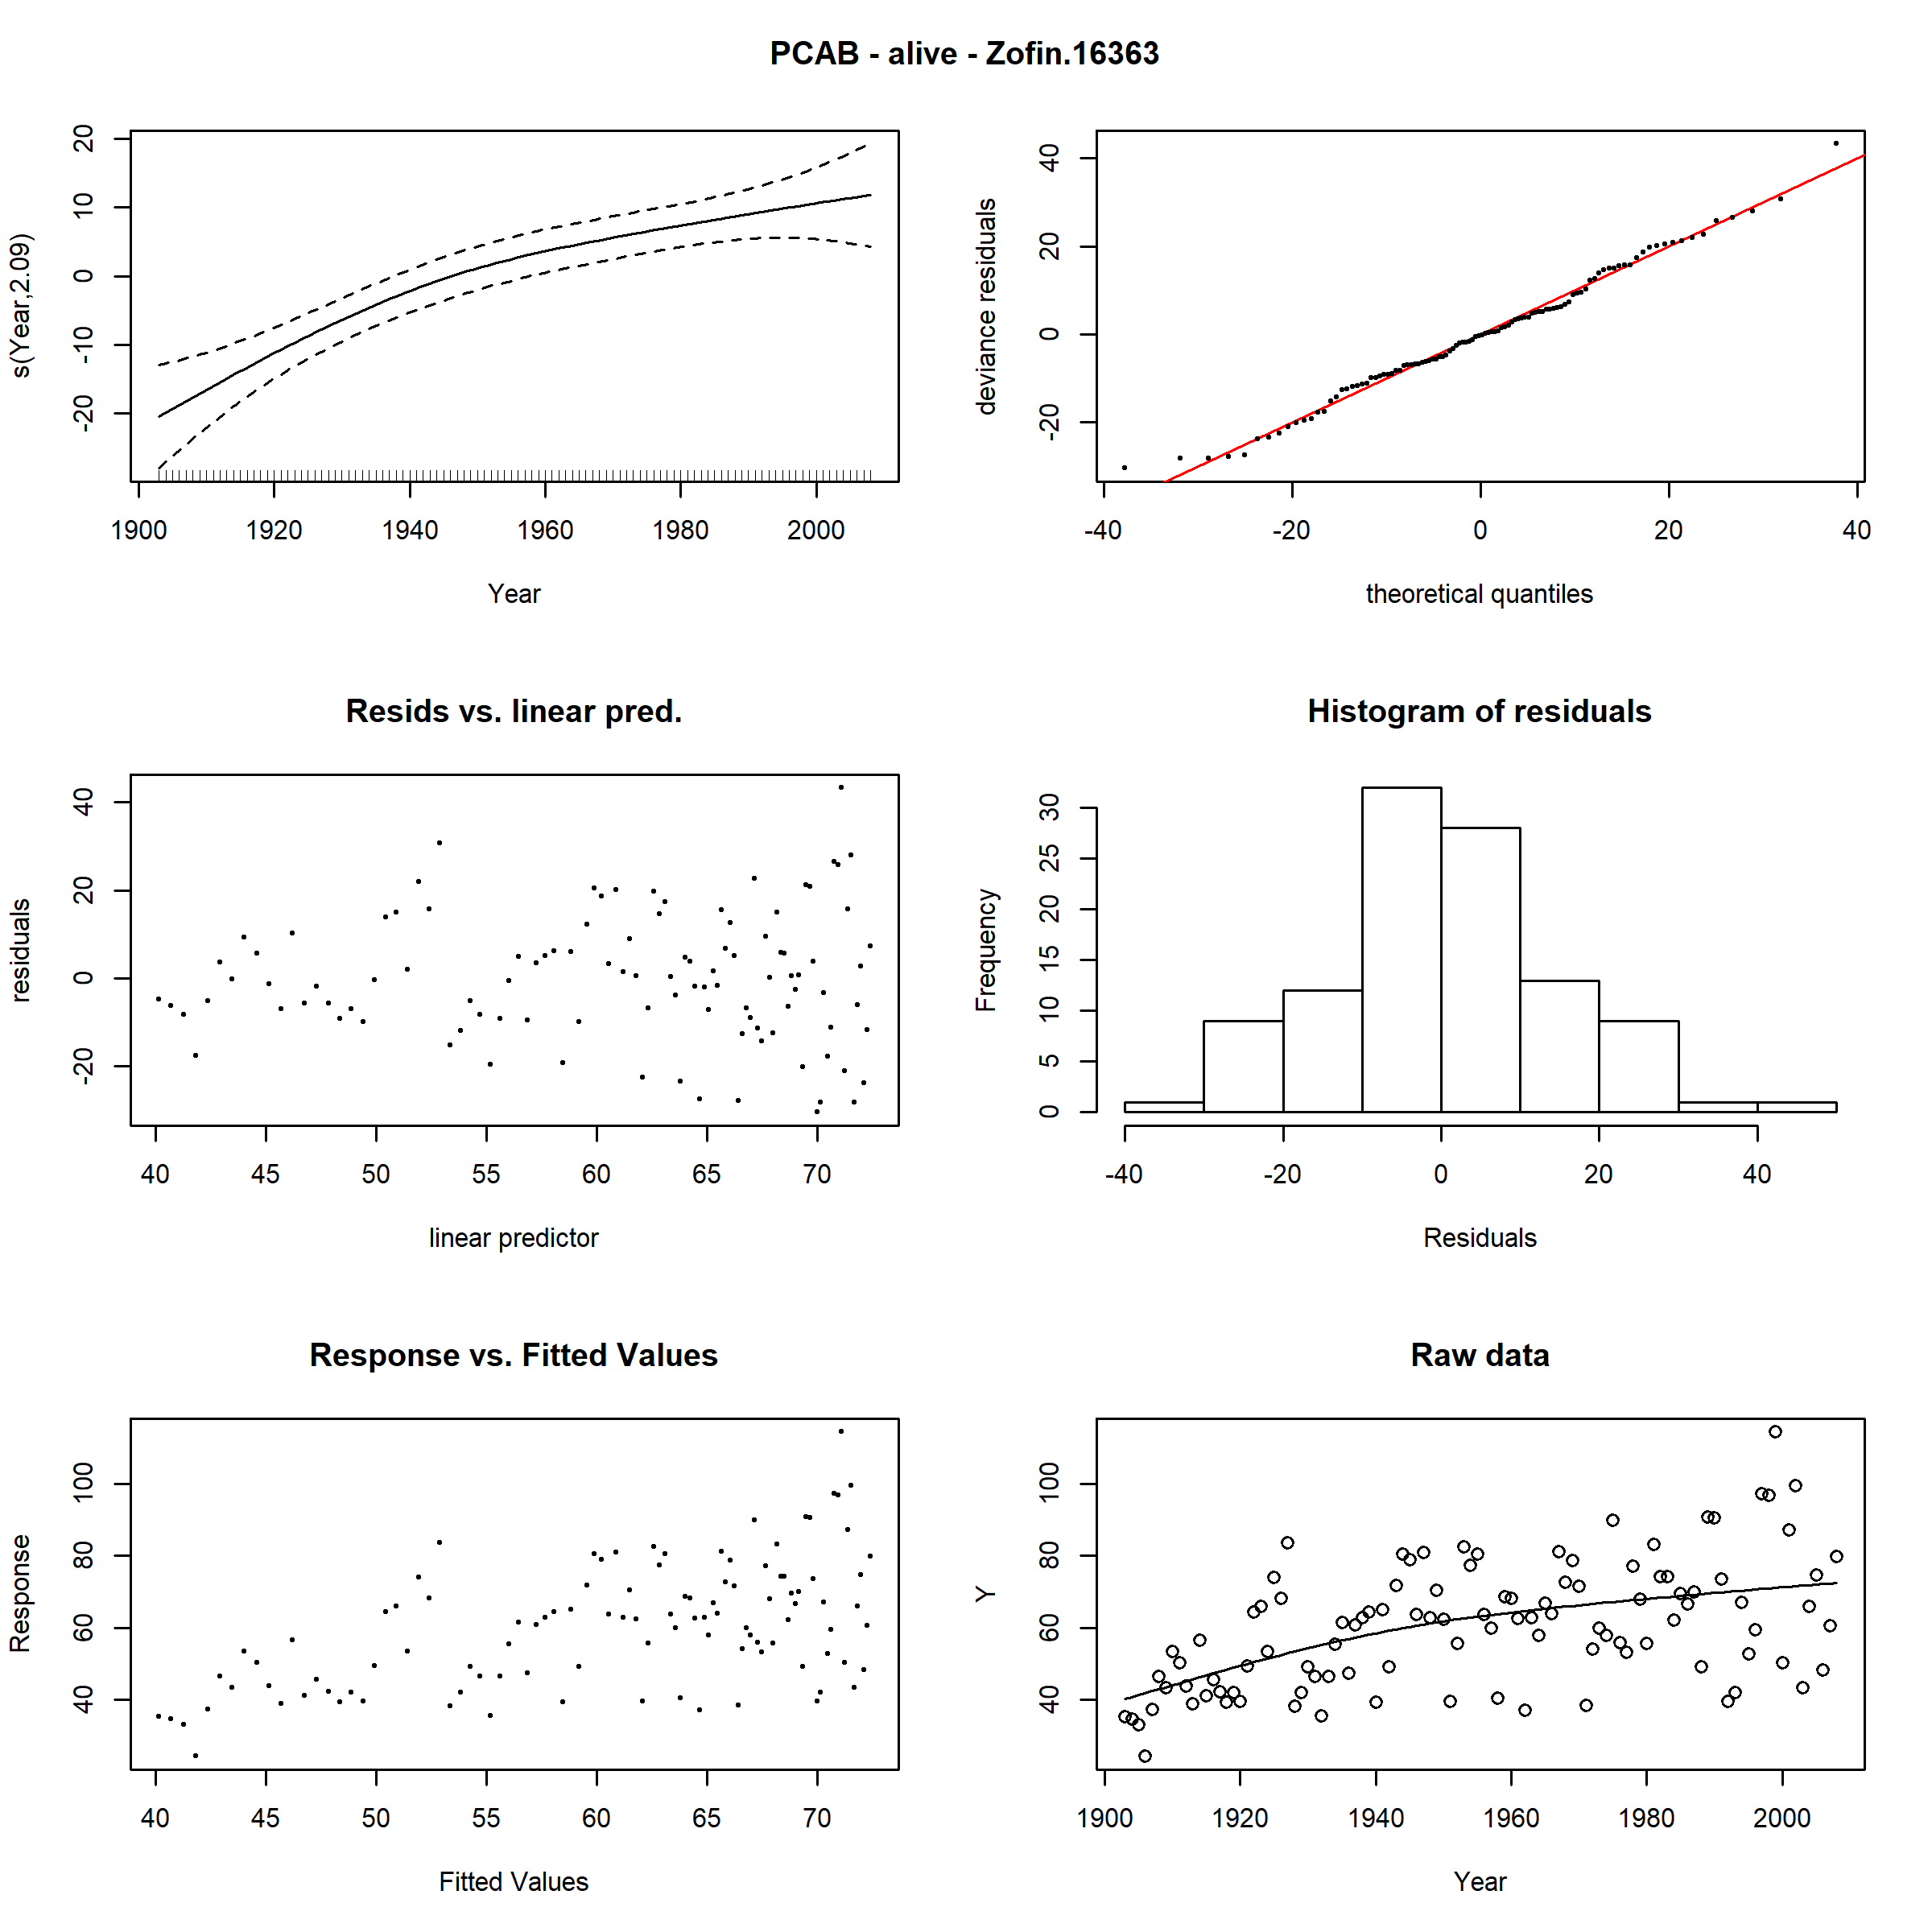 PCAB - alive - Zofin.16363
s(Year,2.09)
20
10
0
-10
-20
1900 1920 1940 1960 1980 2000
Year
deviance residuals
40
20
0
-20
-40 -20 0 20 40
theoretical quantiles
Resids vs. linear pred.
residuals
40
20
0
-20
40 45 50 55 60 65 70
linear predictor
Histogram of residuals
Frequency
30
25
20
15
10
5
0
-40 -20 0 20 40
Residuals
Response vs. Fitted Values
Response
100
80
60
40
40 45 50 55 60 65 70
Fitted Values
Raw data
Y
100
80
60
40
1900 1920 1940 1960 1980 2000
Year